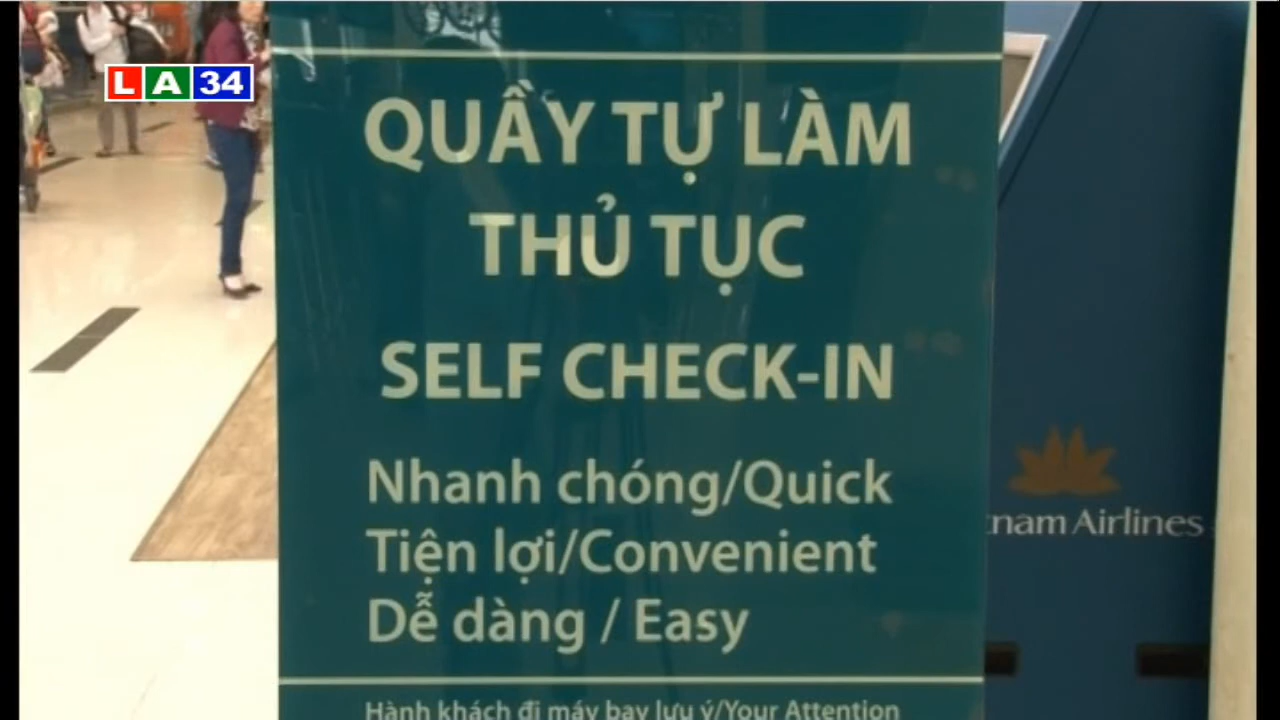 LA34
QUẦY TỰ LÀM
THỦ TỤC
SELF CHECK-IN
Nhanh chóng/Quick
Tiện lợi/Convenient
Dễ dàng / Easy
Hành khách đi máy bay lưu ý/Your Attention
Airlines